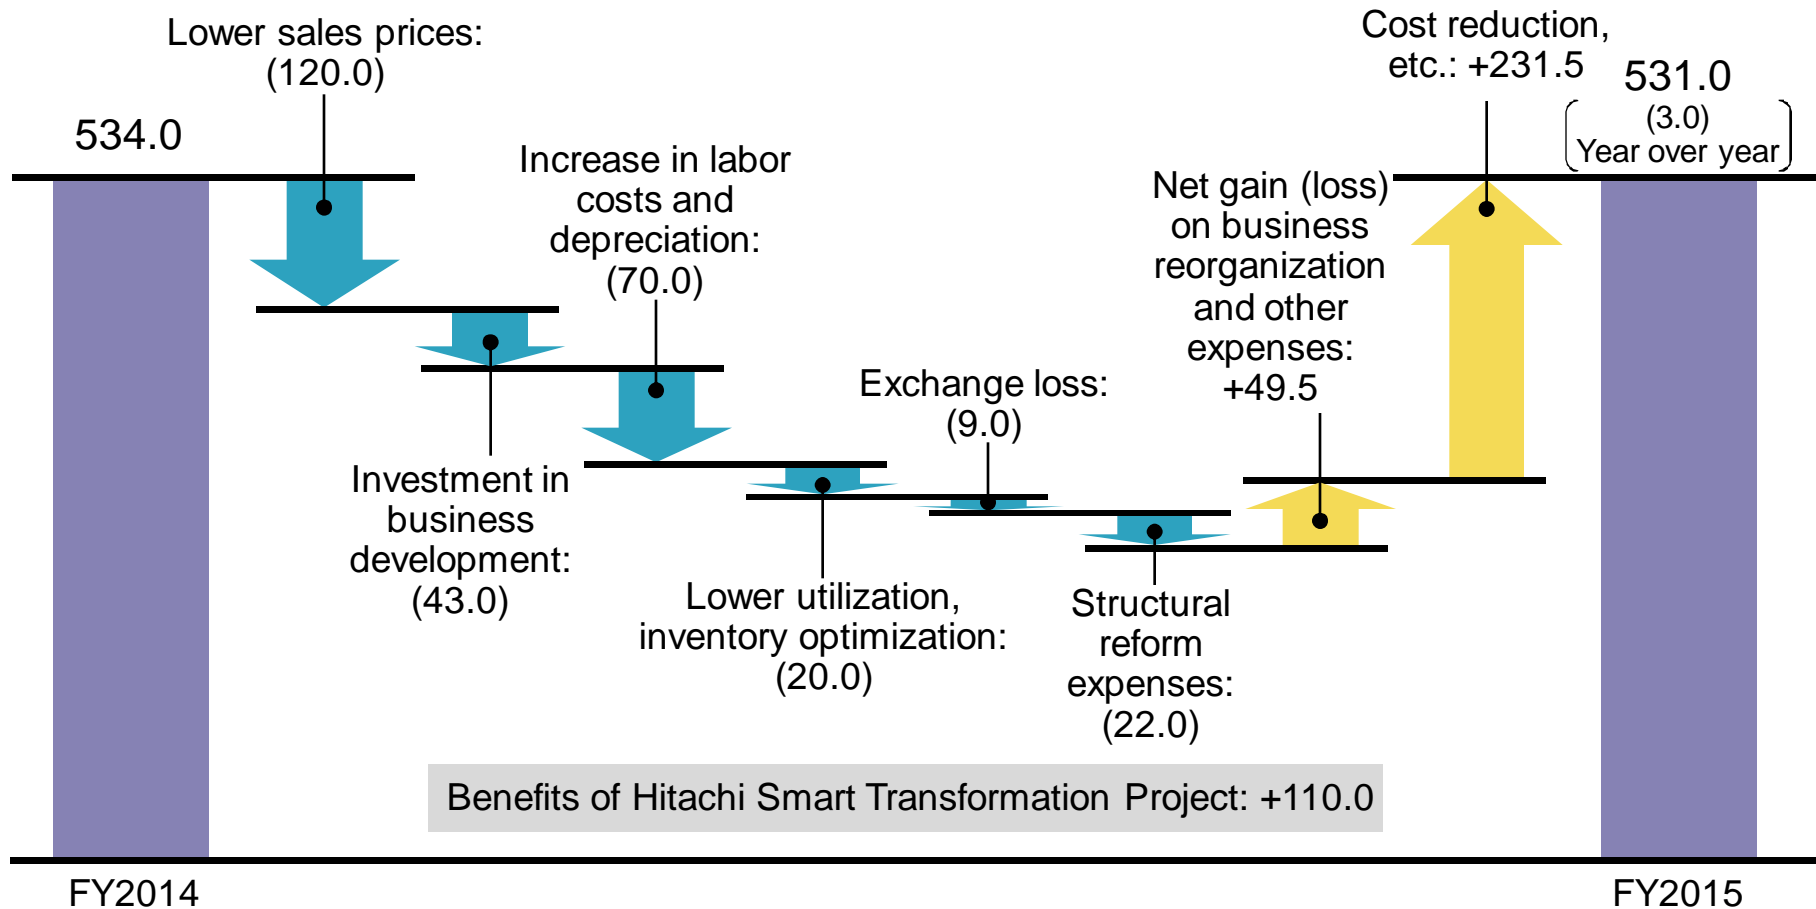 Lower sales prices:
(120.0)
534.0
Increase in labor
costs and
depreciation:
(70.0)
Investment in
business
development:
(43.0)
Lower utilization,
inventory optimization:
(20.0)
Exchange loss:
(9.0)
Structural
reform
expenses:
(22.0)
Net gain (loss)
on business
reorganization
and other
expenses:
+49.5
Cost reduction,
etc.: +231.5
531.0
(3.0)
Year over year
Benefits of Hitachi Smart Transformation Project: +110.0
FY2014
FY2015